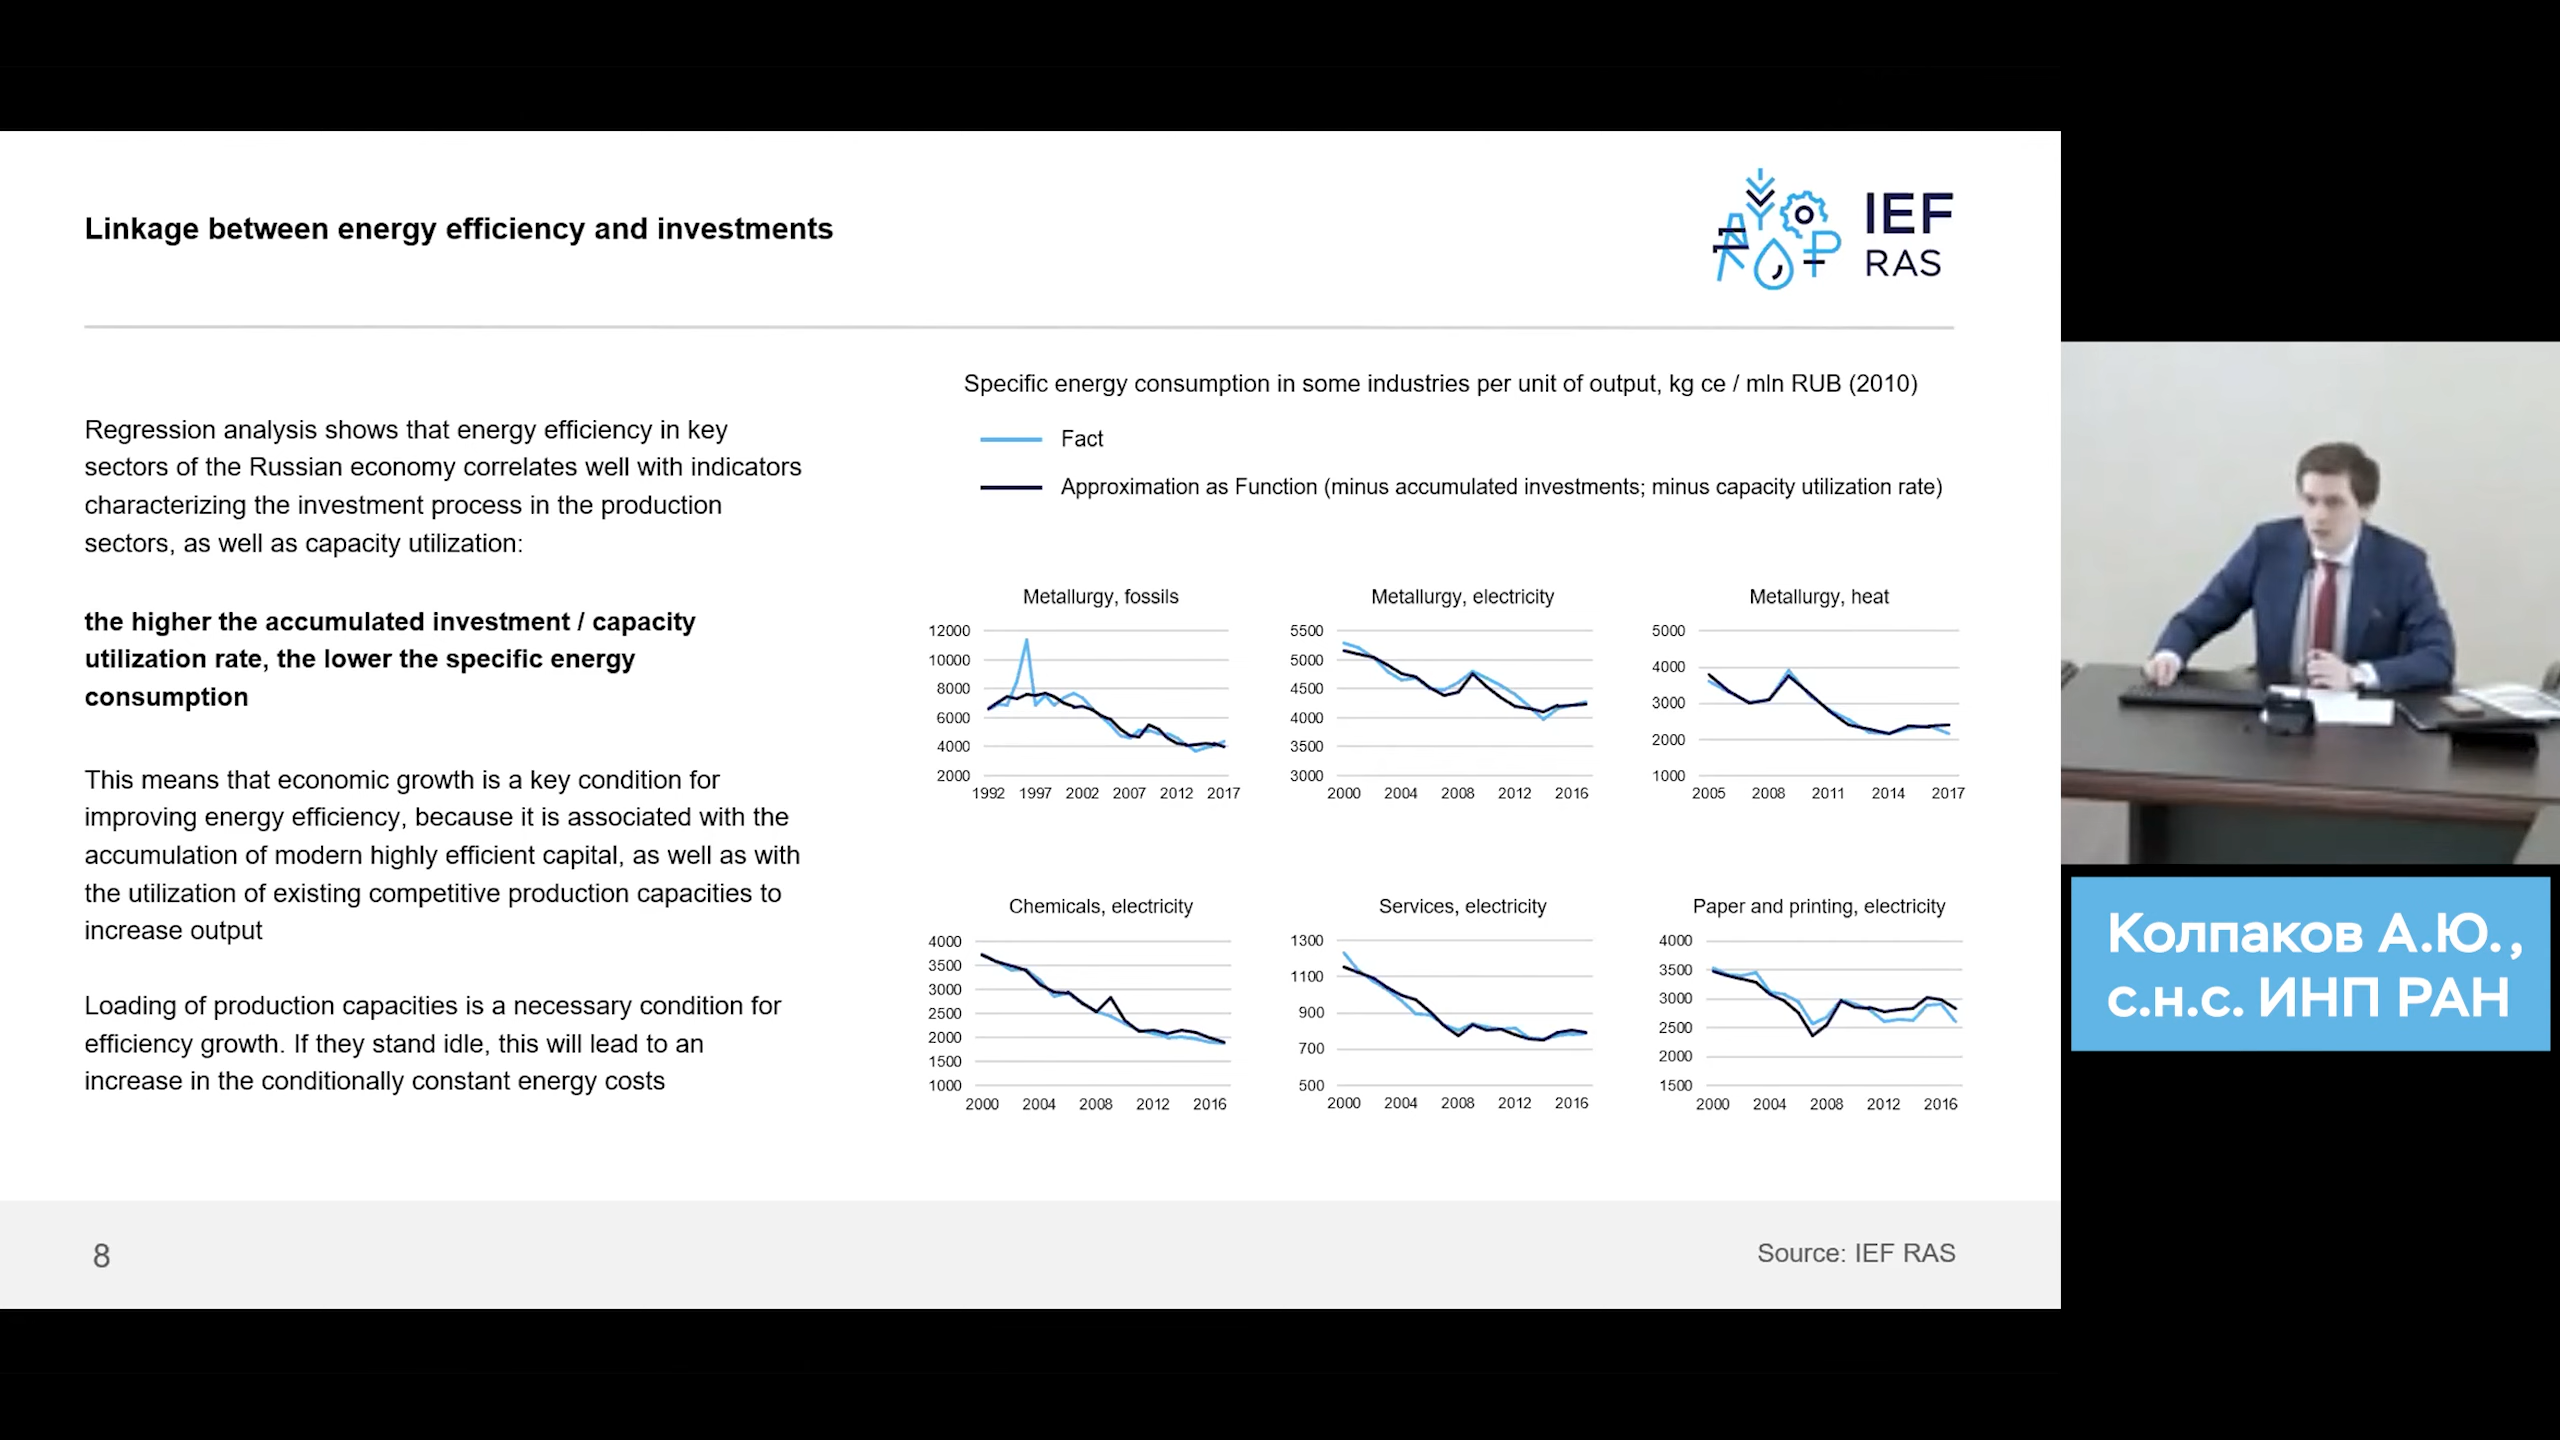 Linkage between energy efficiency and investments
IEF
RAS
Regression analysis shows that energy efficiency in key
sectors of the Russian economy correlates well with indicators
characterizing the investment process in the production
sectors, as well as capacity utilization:
the higher the accumulated investment / capacity
utilization rate, the lower the specific energy
consumption
This means that economic growth is a key condition for
improving energy efficiency, because it is associated with the
accumulation of modern highly efficient capital, as well as with
the utilization of existing competitive production capacities to
increase output
Loading of production capacities is a necessary condition for
efficiency growth. If they stand idle, this will lead to an
increase in the conditionally constant energy costs
Specific energy consumption in some industries per unit of output, kg ce / mln RUB (2010)
Fact
Approximation as Function (minus accumulated investments; minus capacity utilization rate)
Metallurgy, fossils
12000
10000
8000
6000
4000
2000
1992 1997 2002 2007 2012 2017
Metallurgy, electricity
5500
5000
4500
4000
3500
3000
2000 2004 2008 2012 2016
Metallurgy, heat
5000
4000
3000
2000
1000
2005 2008 2011 2014 2017
Chemicals, electricity
4000
3500
3000
2500
2000
1500
1000
2000 2004 2008 2012 2016
Services, electricity
1300
1100
900
700
500
2000 2004 2008 2012 2016
Paper and printing, electricity
4000
3500
3000
2500
2000
1500
2000 2004 2008 2012 2016
8
Source: IEF RAS
Колпаков А.Ю.,
с.н.с. ИНП РАН